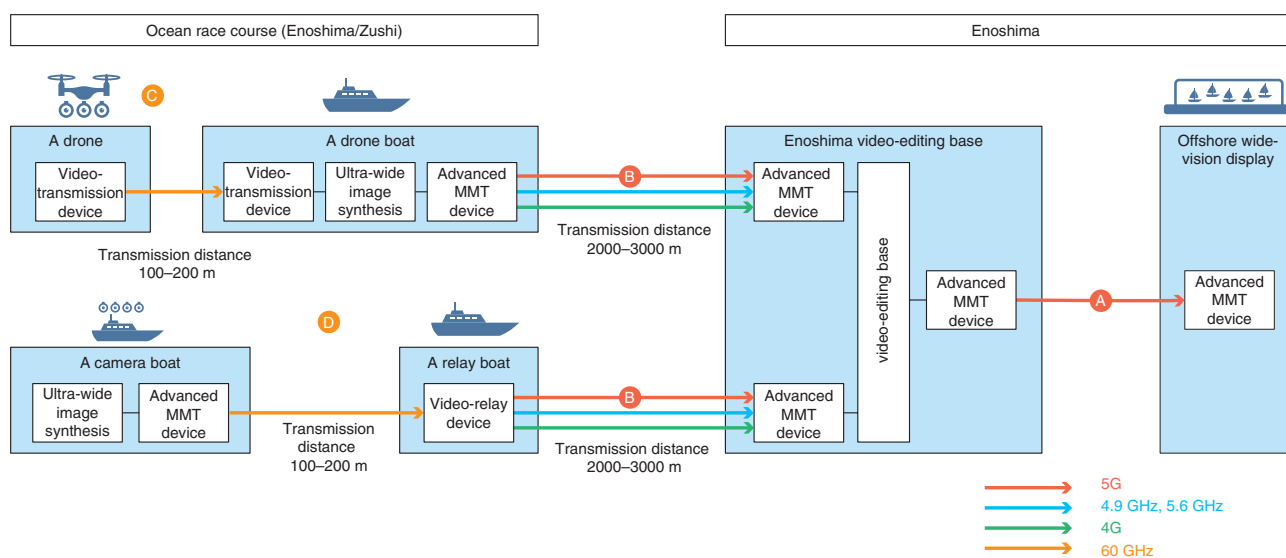 Ocean race course (Enoshima/Zushi)
Enoshima
C
A drone
A drone boat
Enoshima video-editing base
Offshore wide-
vision display
Video-
transmission
device
Video-
transmission
device
Ultra-wide
image
synthesis
Advanced
MMT
device
B
Advanced
MMT
device
Transmission distance
100–200 m
Transmission distance
2000–3000 m
video-editing base
Advanced
MMT
device
A
Advanced
MMT
device
D
A camera boat
A relay boat
Ultra-wide
image
synthesis
Advanced
MMT
device
Video-relay
device
B
Advanced
MMT
device
Transmission
distance
100–200 m
Transmission distance
2000–3000 m
5G
4.9 GHz, 5.6 GHz
4G
60 GHz